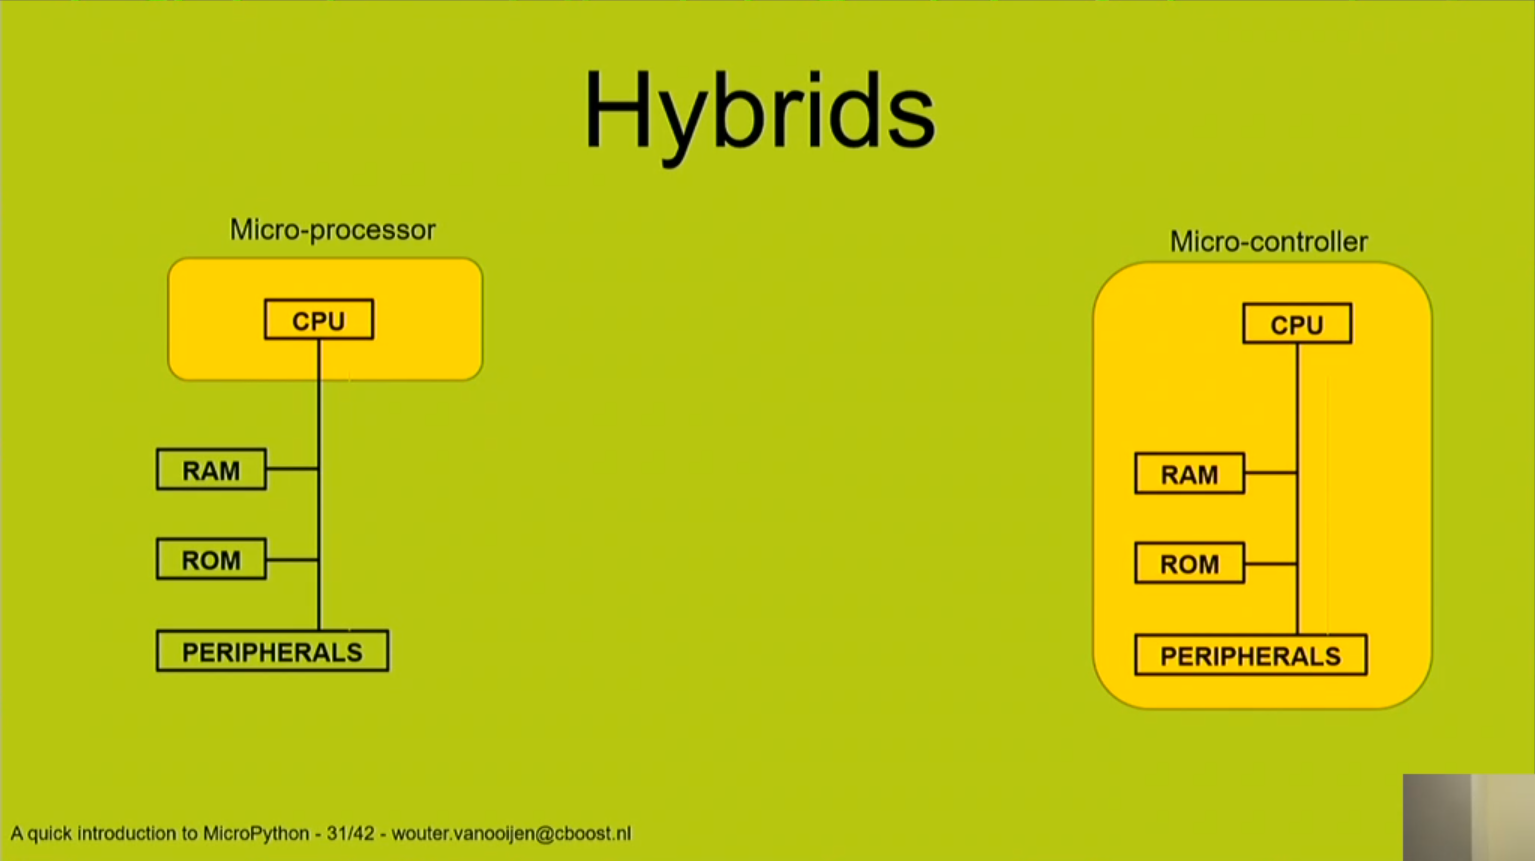 Hybrids
Micro-processor
CPU
RAM
ROM
PERIPHERALS
Micro-controller
CPU
RAM
ROM
PERIPHERALS
A quick introduction to MicroPython - 31/42 - wouter.vanooijen@cboost.nl